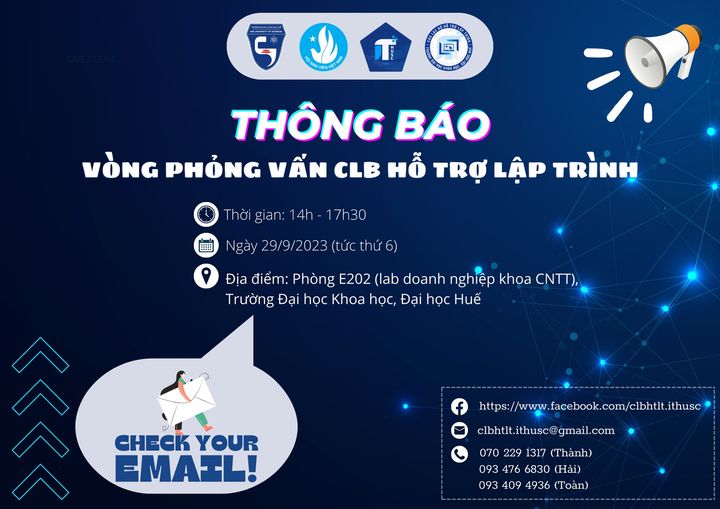 THÔNG BÁO
VÒNG PHỎNG VẤN CLB HỖ TRỢ LẬP TRÌNH
Thời gian: 14h - 17h30
Ngày 29/9/2023 (tức thứ 6)
Địa điểm: Phòng E202 (lab doanh nghiệp khoa CNTT),
Trường Đại học Khoa học, Đại học Huế
CHECK YOUR
EMAIL!
https://www.facebook.com/clbhtlt.ithusc
clbhtlt.ithusc@gmail.com
070 229 1317 (Thành)
093 476 6830 (Hải)
093 409 4936 (Toàn)